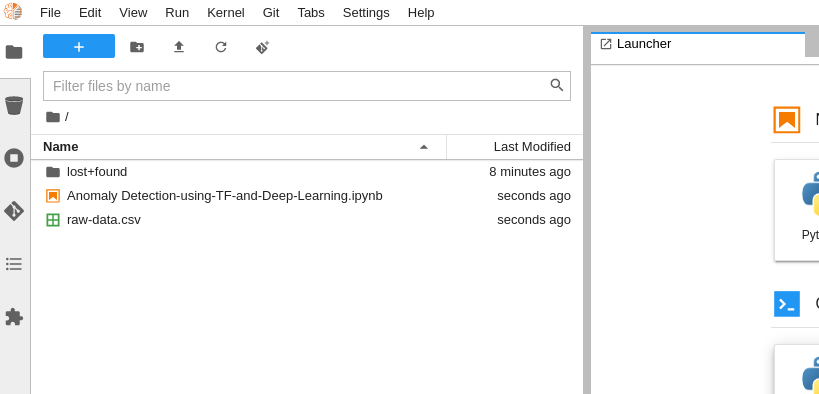 File Edit View Run Kernel Git Tabs Settings Help
Launcher
Filter files by name
/
Name Last Modified
lost+found 8 minutes ago
Anomaly Detection-using-TF-and-Deep-Learning.ipynb seconds ago
raw-data.csv seconds ago
Pyt